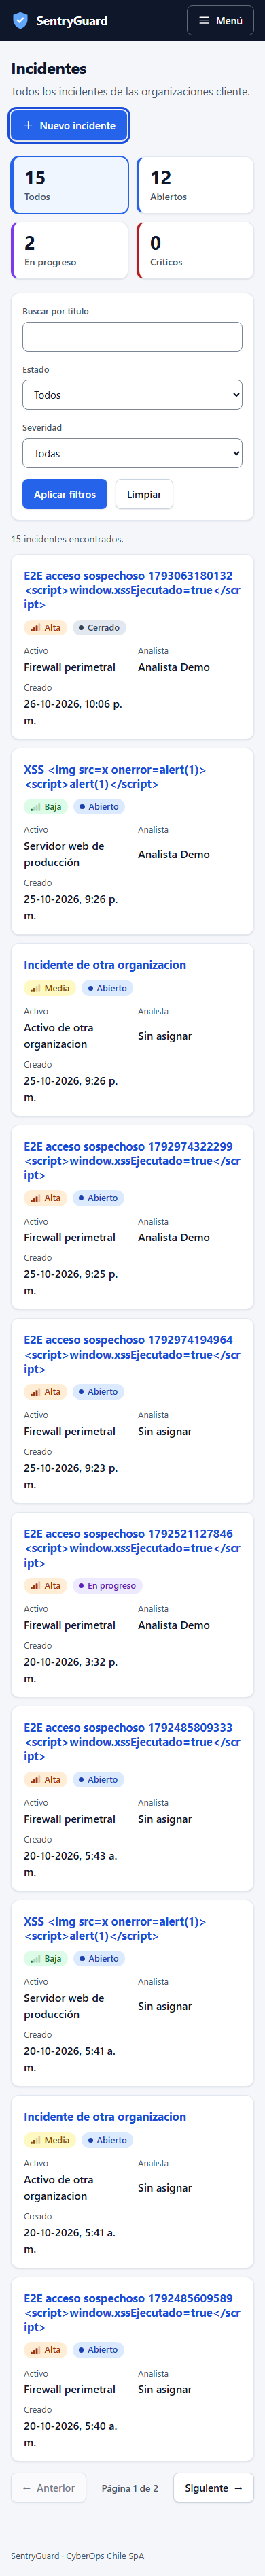 SentryGuard
Menú
Incidentes
Todos los incidentes de las organizaciones cliente.
+ Nuevo incidente
15
Todos
12
Abiertos
2
En progreso
0
Críticos
Buscar por título
Estado
Todos
Severidad
Todas
Aplicar filtros
Limpiar
15 incidentes encontrados.
E2E acceso sospechoso 1793063180132
<script>window.xssEjecutado=true</scr
ipt>
Alta
Cerrado
Activo
Analista
Firewall perimetral
Analista Demo
Creado
26-10-2026, 10:06 p.
m.
XSS <img src=x onerror=alert(1)>
<script>alert(1)</script>
Baja
Abierto
Activo
Analista
Servidor web de
producción
Analista Demo
Creado
25-10-2026, 9:26 p.
m.
Incidente de otra organizacion
Media
Abierto
Activo
Analista
Activo de otra
organizacion
Sin asignar
Creado
25-10-2026, 9:26 p.
m.
E2E acceso sospechoso 1792974322299
<script>window.xssEjecutado=true</scr
ipt>
Alta
Abierto
Activo
Analista
Firewall perimetral
Analista Demo
Creado
25-10-2026, 9:25 p.
m.
E2E acceso sospechoso 1792974194964
<script>window.xssEjecutado=true</scr
ipt>
Alta
Abierto
Activo
Analista
Firewall perimetral
Sin asignar
Creado
25-10-2026, 9:23 p.
m.
E2E acceso sospechoso 1792521127846
<script>window.xssEjecutado=true</scr
ipt>
Alta
En progreso
Activo
Analista
Firewall perimetral
Analista Demo
Creado
20-10-2026, 3:32 p.
m.
E2E acceso sospechoso 1792485809333
<script>window.xssEjecutado=true</scr
ipt>
Alta
Abierto
Activo
Analista
Firewall perimetral
Sin asignar
Creado
20-10-2026, 5:43 a.
m.
XSS <img src=x onerror=alert(1)>
<script>alert(1)</script>
Baja
Abierto
Activo
Analista
Servidor web de
producción
Sin asignar
Creado
20-10-2026, 5:41 a.
m.
Incidente de otra organizacion
Media
Abierto
Activo
Analista
Activo de otra
organizacion
Sin asignar
Creado
20-10-2026, 5:41 a.
m.
E2E acceso sospechoso 1792485609589
<script>window.xssEjecutado=true</scr
ipt>
Alta
Abierto
Activo
Analista
Firewall perimetral
Sin asignar
Creado
20-10-2026, 5:40 a.
m.
← Anterior
Página 1 de 2
Siguiente →
SentryGuard · CyberOps Chile SpA